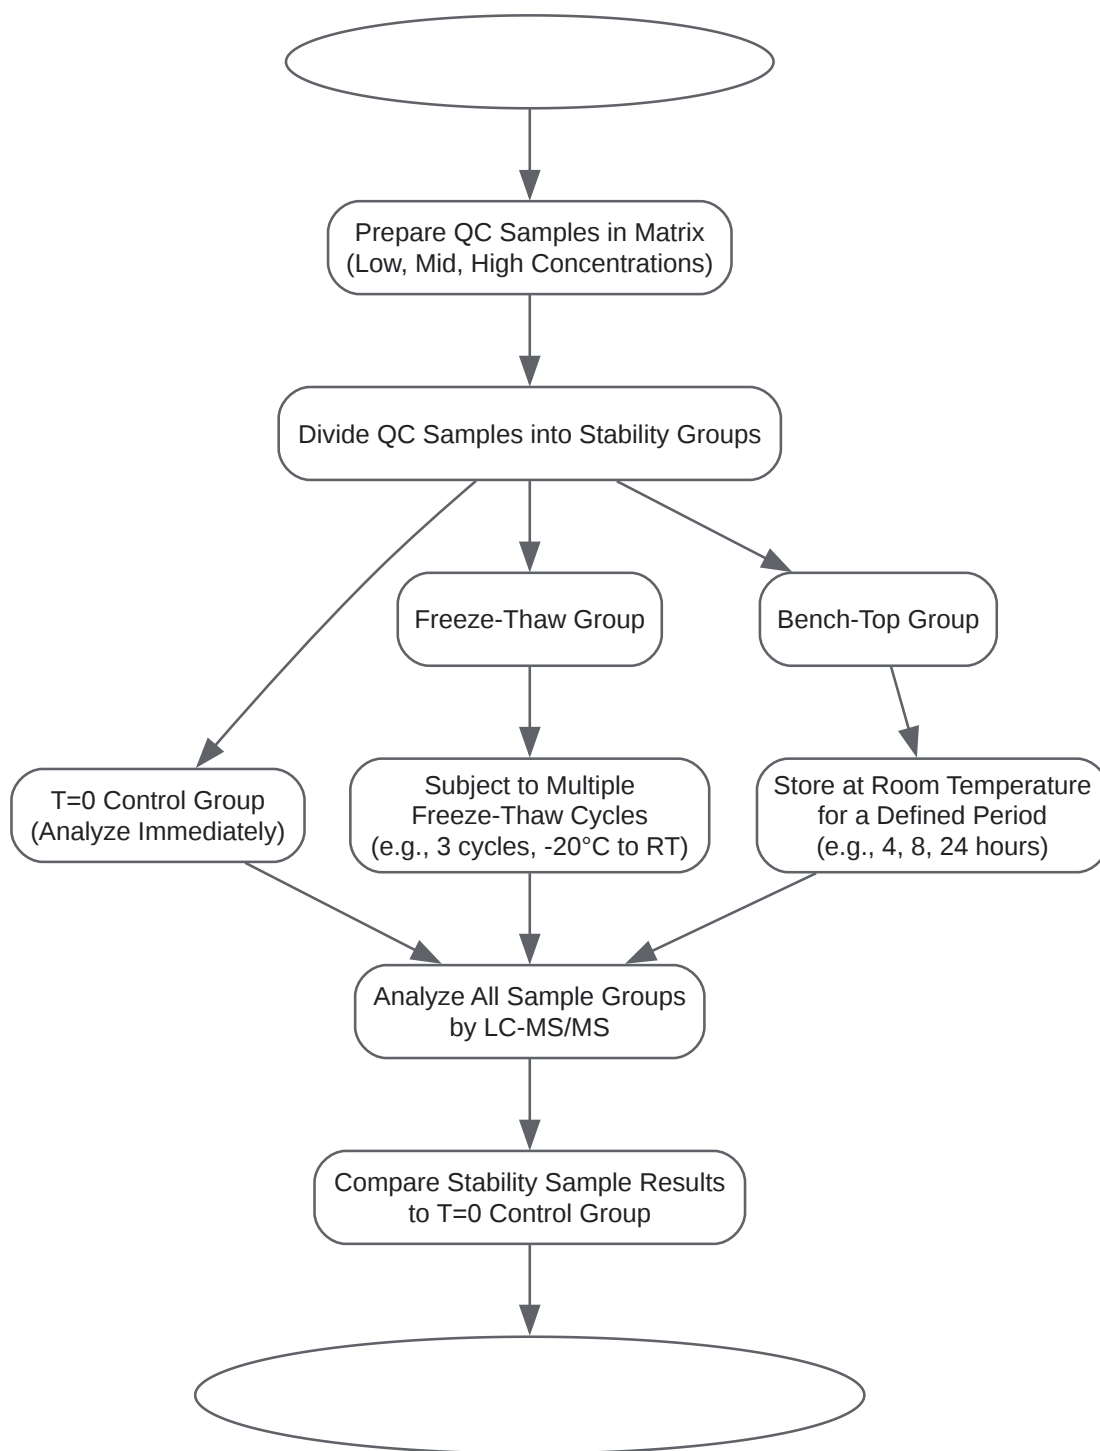 Prepare QC Samples in Matrix
(Low, Mid, High Concentrations)
Divide QC Samples into Stability Groups
Freeze-Thaw Group
Bench-Top Group
T=0 Control Group
(Analyze Immediately)
Subject to Multiple
Freeze-Thaw Cycles
(e.g., 3 cycles, -20°C to RT)
Store at Room Temperature
for a Defined Period
(e.g., 4, 8, 24 hours)
Analyze All Sample Groups
by LC-MS/MS
Compare Stability Sample Results
to T=0 Control Group